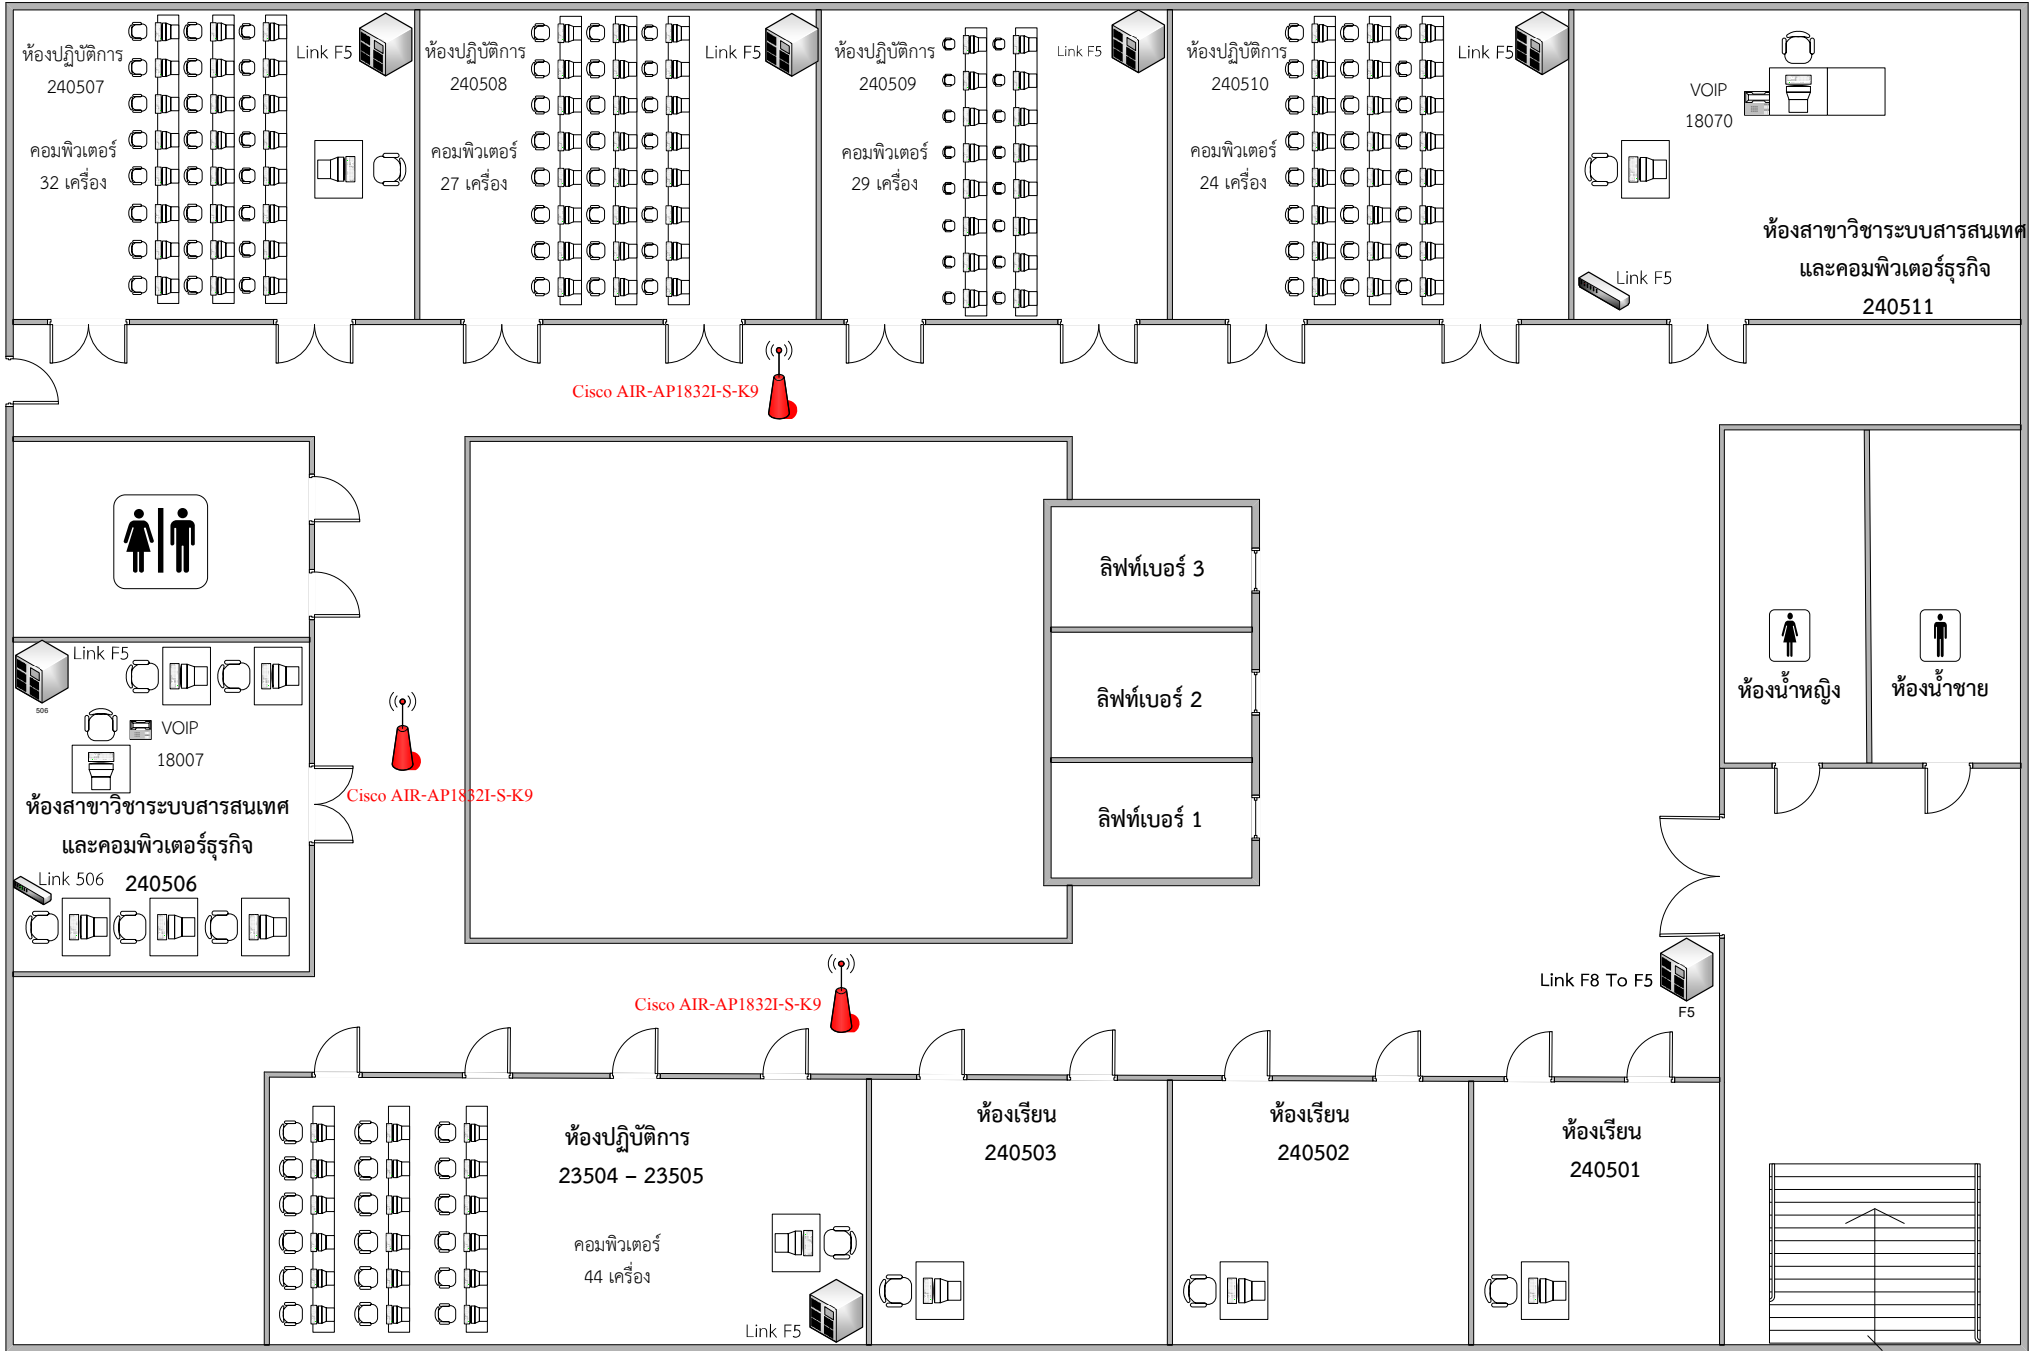 ห้องปฏิบัติการ
240507
คอมพิวเตอร์
32 เครื่อง
Link F5
ห้องปฏิบัติการ
240508
คอมพิวเตอร์
27 เครื่อง
Link F5
ห้องปฏิบัติการ
240509
คอมพิวเตอร์
29 เครื่อง
Link F5
ห้องปฏิบัติการ
240510
คอมพิวเตอร์
24 เครื่อง
Link F5
VOIP
18070
ห้องสาขาวิชาระบบสารสนเทศ
และคอมพิวเตอร์ธุรกิจ
240511
Link F5
Cisco AIR-AP1832I-S-K9
ลิฟท์เบอร์ 3
ลิฟท์เบอร์ 2
ลิฟท์เบอร์ 1
ห้องน้ำหญิง
ห้องน้ำชาย
Link F5
506
VOIP
18007
ห้องสาขาวิชาระบบสารสนเทศ
และคอมพิวเตอร์ธุรกิจ
240506
Link 506
Cisco AIR-AP1832I-S-K9
Cisco AIR-AP1832I-S-K9
Link F8 To F5
F5
ห้องปฏิบัติการ
23504 – 23505
คอมพิวเตอร์
44 เครื่อง
Link F5
ห้องเรียน
240503
ห้องเรียน
240502
ห้องเรียน
240501